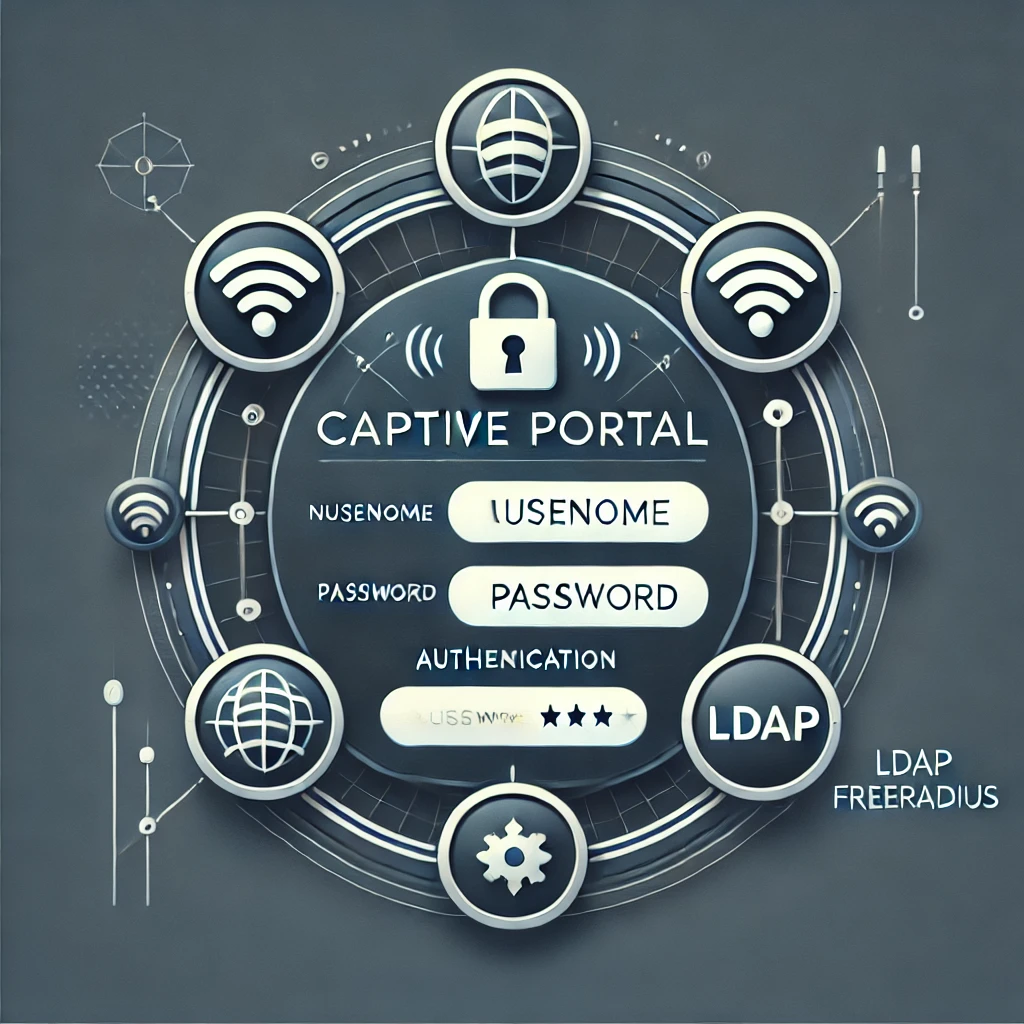 CAPTIVE PORTAL
NUSENOME IUSENOME
PASSWORD PASSWORD
AUTHENICATION
★★★
LDAP
LDAP
FREERADIUS